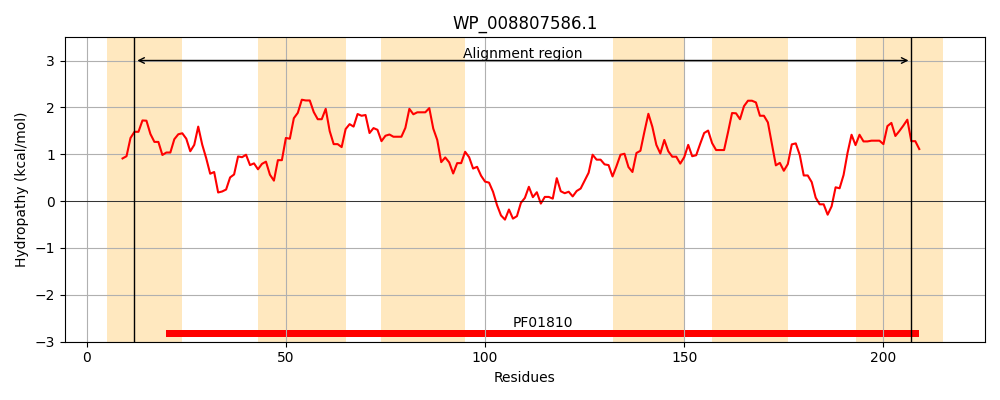 WP_008807586.1
Hydropathy (kcal/mol)
3
2
1
0
−1
−2
−3
Alignment region
PF01810
0 50 100 150 200
Residues